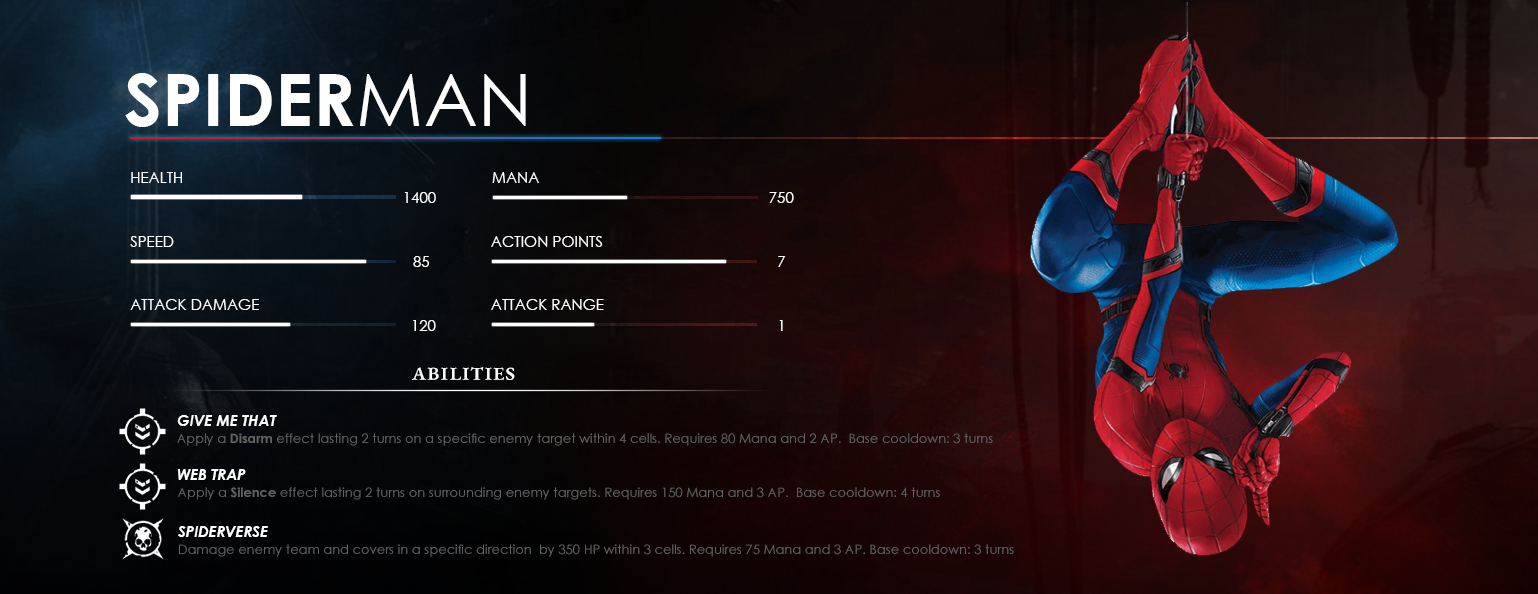 SPIDERMAN
HEALTH 1400
MANA 750
SPEED 85
ACTION POINTS 7
ATTACK DAMAGE 120
ATTACK RANGE 1
ABILITIES
GIVE ME THAT
Apply a Disarm effect lasting 2 turns on a specific enemy target within 4 cells. Requires 80 Mana and 2 AP. Base cooldown: 3 turns
WEB TRAP
Apply a Silence effect lasting 2 turns on surrounding enemy targets. Requires 150 Mana and 3 AP. Base cooldown: 4 turns
SPIDERVERSE
Damage enemy team and covers in a specific direction by 350 HP within 3 cells. Requires 75 Mana and 3 AP. Base cooldown: 3 turns